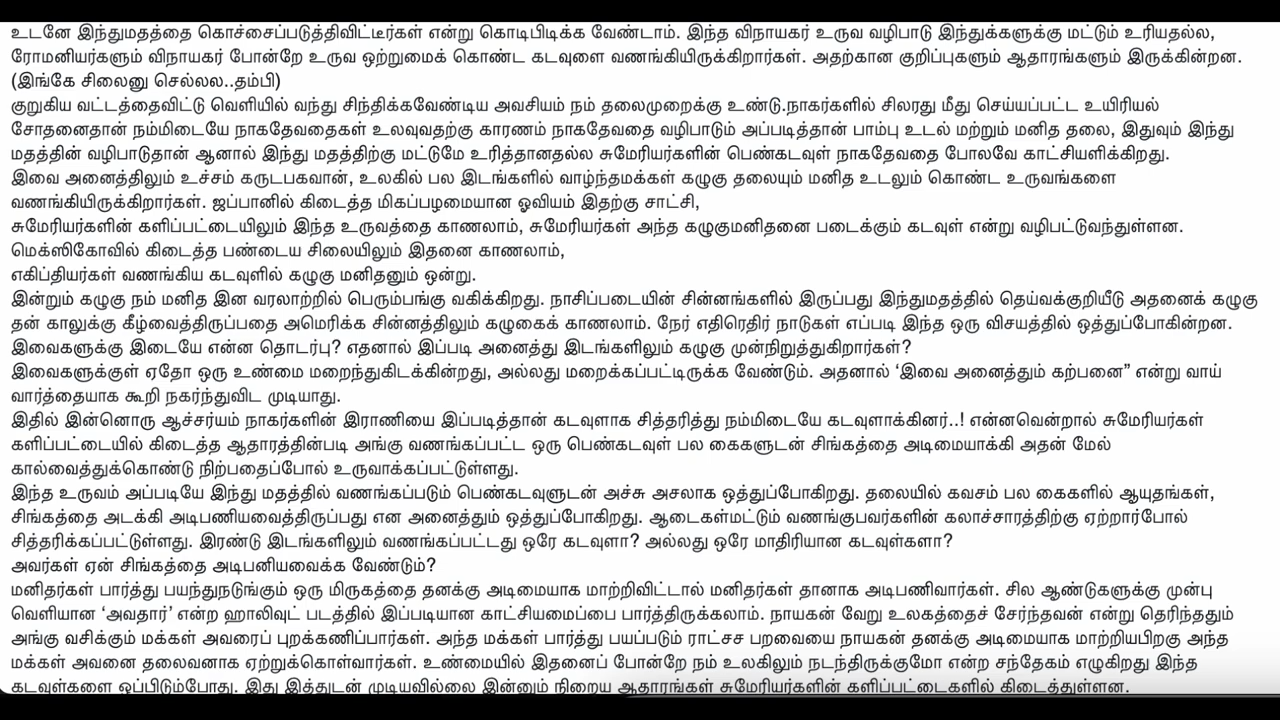 உடனே இந்துமதத்தை கொச்சைப்படுத்திவிட்டீர்கள் என்று கொடிபிடிக்க வேண்டாம். இந்த விநாயகர் உருவ வழிபாடு இந்துக்களுக்கு மட்டும் உரியதல்ல,
ரோமனியர்களும் விநாயகர் போன்றே உருவ ஒற்றுமைக் கொண்ட கடவுளை வணங்கியிருக்கிறார்கள். அதற்கான குறிப்புகளும் ஆதாரங்களும் இருக்கின்றன.
(இங்கே சிலைனு செல்லல..தம்பி)
குறுகிய வட்டத்தைவிட்டு வெளியில் வந்து சிந்திக்கவேண்டிய அவசியம் நம் தலைமுறைக்கு உண்டு.நாகர்களில் சிலரது மீது செய்யப்பட்ட உயிரியல்
சோதனைதான் நம்மிடையே நாகதேவதைகள் உலவுவதற்கு காரணம் நாகதேவதை வழிபாடும் அப்படித்தான் பாம்பு உடல் மற்றும் மனித தலை, இதுவும் இந்து
மதத்தின் வழிபாடுதான் ஆனால் இந்து மதத்திற்கு மட்டுமே உரித்தானதல்ல சுமேரியர்களின் பெண்கடவுள் நாகதேவதை போலவே காட்சியளிக்கிறது.
இவை அனைத்திலும் உச்சம் கருடபகவான், உலகில் பல இடங்களில் வாழ்ந்தமக்கள் கழுகு தலையும் மனித உடலும் கொண்ட உருவங்களை
வணங்கியிருக்கிறார்கள். ஜப்பானில் கிடைத்த மிகப்பழமையான ஓவியம் இதற்கு சாட்சி,
சுமேரியர்களின் களிப்பட்டையிலும் இந்த உருவத்தை காணலாம், சுமேரியர்கள் அந்த கழுகுமனிதனை படைக்கும் கடவுள் என்று வழிபட்டுவந்துள்ளன.
மெக்ஸிகோவில் கிடைத்த பண்டைய சிலையிலும் இதனை காணலாம்,
எகிப்தியர்கள் வணங்கிய கடவுளில் கழுகு மனிதனும் ஒன்று.
இன்றும் கழுகு நம் மனித இன வரலாற்றில் பெரும்பங்கு வகிக்கிறது. நாசிப்படையின் சின்னங்களில் இருப்பது இந்துமதத்தில் தெய்வக்குறியீடு அதனைக் கழுகு
தன் காலுக்கு கீழ்வைத்திருப்பதை அமெரிக்க சின்னத்திலும் கழுகைக் காணலாம். நேர் எதிரெதிர் நாடுகள் எப்படி இந்த ஒரு விசயத்தில் ஒத்துப்போகின்றன.
இவைகளுக்கு இடையே என்ன தொடர்பு? எதனால் இப்படி அனைத்து இடங்களிலும் கழுகு முன்நிறுத்துகிறார்கள்?
இவைகளுக்குள் ஏதோ ஒரு உண்மை மறைந்துகிடக்கின்றது, அல்லது மறைக்கப்பட்டிருக்க வேண்டும். அதனால் ‘இவை அனைத்தும் கற்பனை” என்று வாய்
வார்த்தையாக கூறி நகர்ந்துவிட முடியாது.
இதில் இன்னொரு ஆச்சர்யம் நாகர்களின் இராணியை இப்படித்தான் கடவுளாக சித்தரித்து நம்மிடையே கடவுளாக்கினர்..! என்னவென்றால் சுமேரியர்கள்
களிப்பட்டையில் கிடைத்த ஆதாரத்தின்படி அங்கு வணங்கப்பட்ட ஒரு பெண்கடவுள் பல கைகளுடன் சிங்கத்தை அடிமையாக்கி அதன் மேல்
கால்வைத்துக்கொண்டு நிற்பதைப்போல் உருவாக்கப்பட்டுள்ளது.
இந்த உருவம் அப்படியே இந்து மதத்தில் வணங்கப்படும் பெண்கடவுளுடன் அச்சு அசலாக ஒத்துப்போகிறது. தலையில் கவசம் பல கைகளில் ஆயுதங்கள்,
சிங்கத்தை அடக்கி அடிபணியவைத்திருப்பது என அனைத்தும் ஒத்துப்போகிறது. ஆடைகள்மட்டும் வணங்குபவர்களின் கலாச்சாரத்திற்கு ஏற்றார்போல்
சித்தரிக்கப்பட்டுள்ளது. இரண்டு இடங்களிலும் வணங்கப்பட்டது ஒரே கடவுளா? அல்லது ஒரே மாதிரியான கடவுள்களா?
அவர்கள் ஏன் சிங்கத்தை அடிபனியவைக்க வேண்டும்?
மனிதர்கள் பார்த்து பயந்துநடுங்கும் ஒரு மிருகத்தை தனக்கு அடிமையாக மாற்றிவிட்டால் மனிதர்கள் தானாக அடிபணிவார்கள். சில ஆண்டுகளுக்கு முன்பு
வெளியான ‘அவதார்’ என்ற ஹாலிவுட் படத்தில் இப்படியான காட்சியமைப்பை பார்த்திருக்கலாம். நாயகன் வேறு உலகத்தைச் சேர்ந்தவன் என்று தெரிந்ததும்
அங்கு வசிக்கும் மக்கள் அவரைப் புறக்கணிப்பார்கள். அந்த மக்கள் பார்த்து பயப்படும் ராட்சச பறவையை நாயகன் தனக்கு அடிமையாக மாற்றியபிறகு அந்த
மக்கள் அவனை தலைவனாக ஏற்றுக்கொள்வார்கள். உண்மையில் இதனைப் போன்றே நம் உலகிலும் நடந்திருக்குமோ என்ற சந்தேகம் எழுகிறது இந்த
கடவுள்களை ஒப்பிடும்போது. இது இத்துடன் முடியவில்லை இன்னும் நிறைய ஆதாரங்கள் சுமேரியர்களின் களிப்பட்டைகளில் கிடைத்துள்ளன.